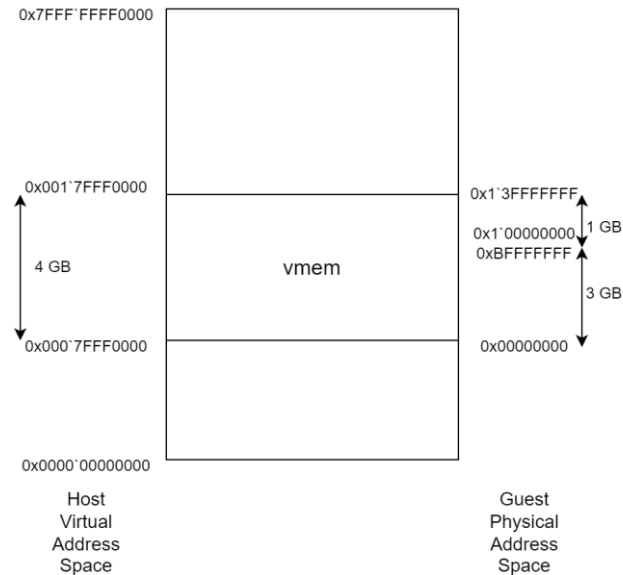 0x7FFF`FFFF0000
0x001`7FFF0000
0x1`3FFFFFFF
1 GB
0x1`00000000
0xBFFFFFFF
4 GB
vmem
3 GB
0x000`7FFF0000
0x00000000
0x0000`00000000
Host
Virtual
Address
Space
Guest
Physical
Address
Space